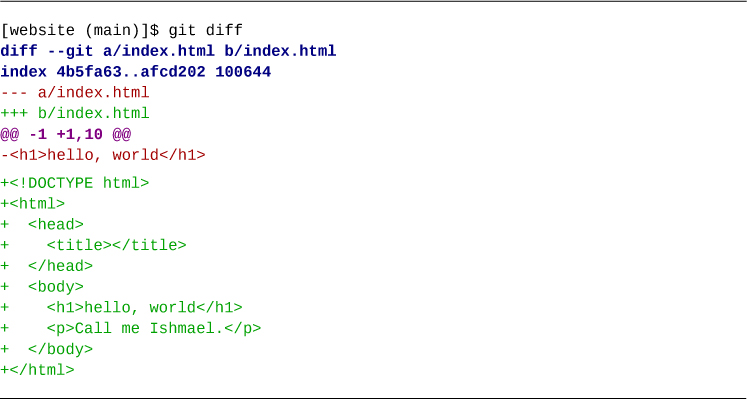 [website (main)]$ git diff
diff --git a/index.html b/index.html
index 4b5fa63..afcd202 100644
--- a/index.html
+++ b/index.html
@@ -1 +1,10 @@
-<h1>hello, world</h1>
+<!DOCTYPE html>
+<html>
+  <head>
+    <title></title>
+  </head>
+  <body>
+    <h1>hello, world</h1>
+    <p>Call me Ishmael.</p>
+  </body>
+</html>